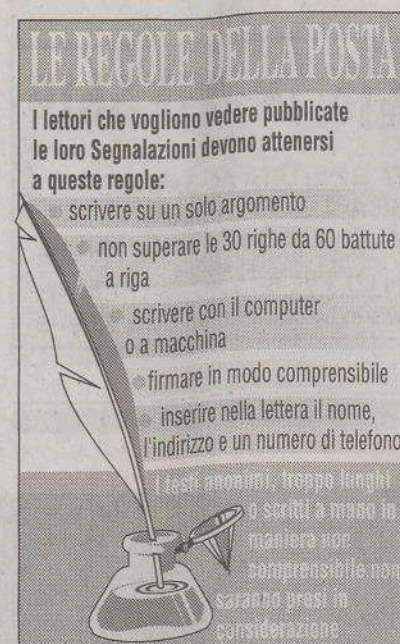 LE REGOLE DELLA POSTA
I lettori che vogliono vedere pubblicate
le loro Segnalazioni devono attenersi
a queste regole:
scrivere su un solo argomento
non superare le 30 righe da 60 battute
a riga
scrivere con il computer
o a macchina
firmare in modo comprensibile
inserire nella lettera il nome,
l'indirizzo e un numero di telefono
I testi anonimi, troppo lunghi
o scritti a mano in
maniera non
comprensibile non
saranno presi in
considerazione